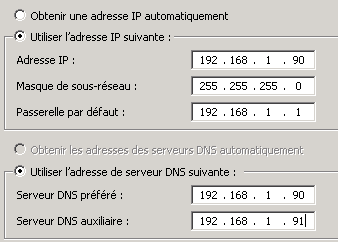 Obtenir une adresse IP automatiquement
Utiliser l'adresse IP suivante :
Adresse IP : 192 . 168 . 1 . 90
Masque de sous-réseau : 255 . 255 . 255 . 0
Passerelle par défaut : 192 . 168 . 1 . 1
Obtenir les adresses des serveurs DNS automatiquement
Utiliser l'adresse de serveur DNS suivante :
Serveur DNS préféré : 192 . 168 . 1 . 90
Serveur DNS auxiliaire : 192 . 168 . 1 . 91